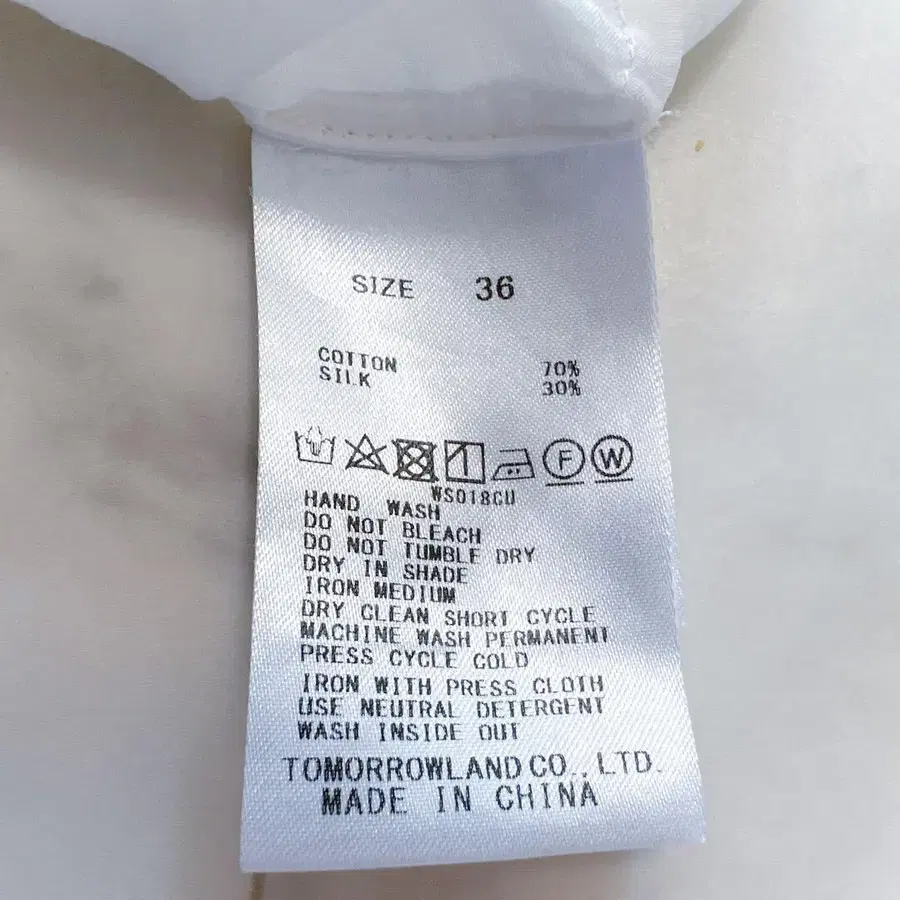 SIZE 36
COTTON 70%
SILK 30%
F W
WS018CU
HAND WASH
DO NOT BLEACH
DO NOT TUMBLE DRY
DRY IN SHADE
IRON MEDIUM
DRY CLEAN SHORT CYCLE
MACHINE WASH PERMANENT
PRESS CYCLE COLD
IRON WITH PRESS CLOTH
USE NEUTRAL DETERGENT
WASH INSIDE OUT
TOMORROWLAND CO., LTD.
MADE IN CHINA